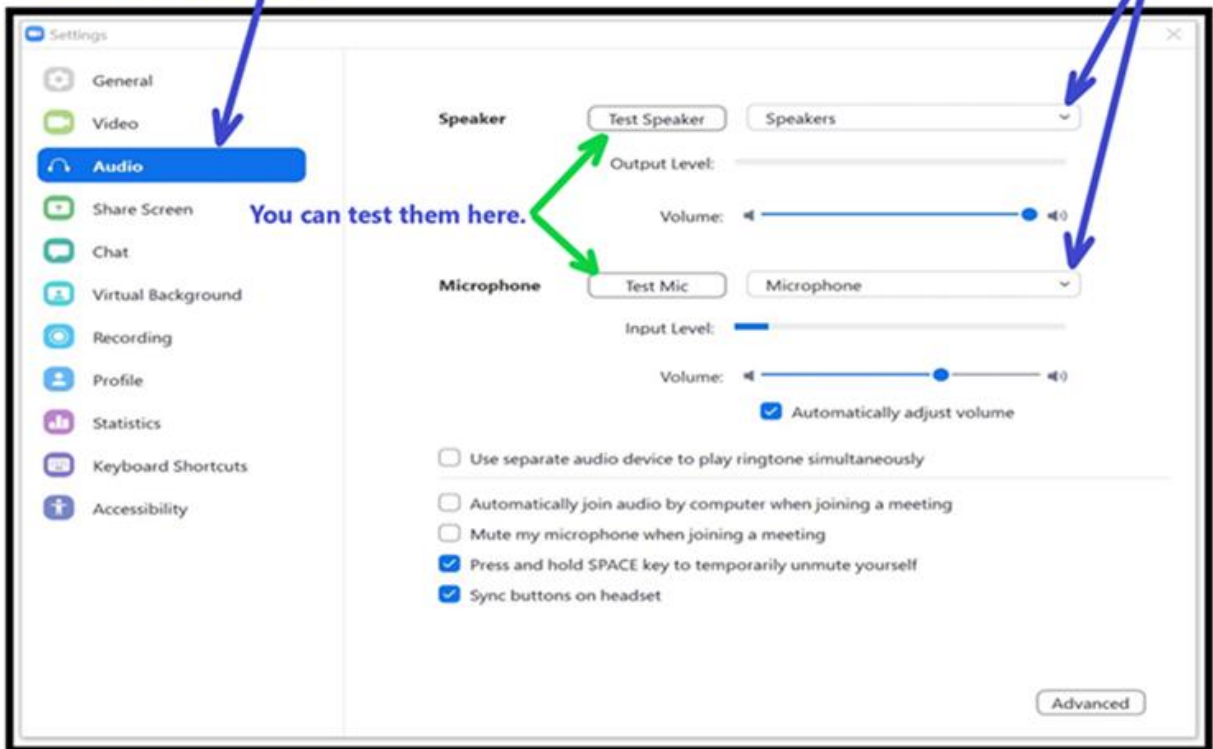 Settings
General
Video
Audio
Share Screen
Chat
Virtual Background
Recording
Profile
Statistics
Keyboard Shortcuts
Accessibility
You can test them here.
Speaker Test Speaker Speakers
Output Level:
Volume:
Microphone Test Mic Microphone
Input Level:
Volume:
Automatically adjust volume
Use separate audio device to play ringtone simultaneously
Automatically join audio by computer when joining a meeting
Mute my microphone when joining a meeting
Press and hold SPACE key to temporarily unmute yourself
Sync buttons on headset
Advanced